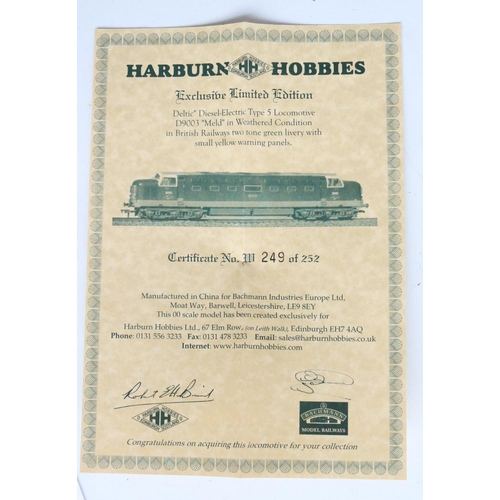 HARBURN HH HOBBIES
Exclusive Limited Edition
Deltic" Diesel-Electric Type 5 Locomotive
D9003 "Meld" in Weathered Condition
in British Railways two tone green livery with
small yellow warning panels.
Certificate No. W 249 of 252
Manufactured in China for Bachmann Industries Europe Ltd,
Moat Way, Barwell, Leicestershire, LE9 8EY
This 00 scale model has been created exclusively for
Harburn Hobbies Ltd., 67 Elm Row, (on Leith Walk), Edinburgh EH7 4AQ
Phone: 0131 556 3233 Fax: 0131 478 3233 Email: sales@harburnhobbies.co.uk
Internet: www.harburnhobbies.com
HH
BACHMANN
MODEL RAILWAYS
Congratulations on acquiring this locomotive for your collection